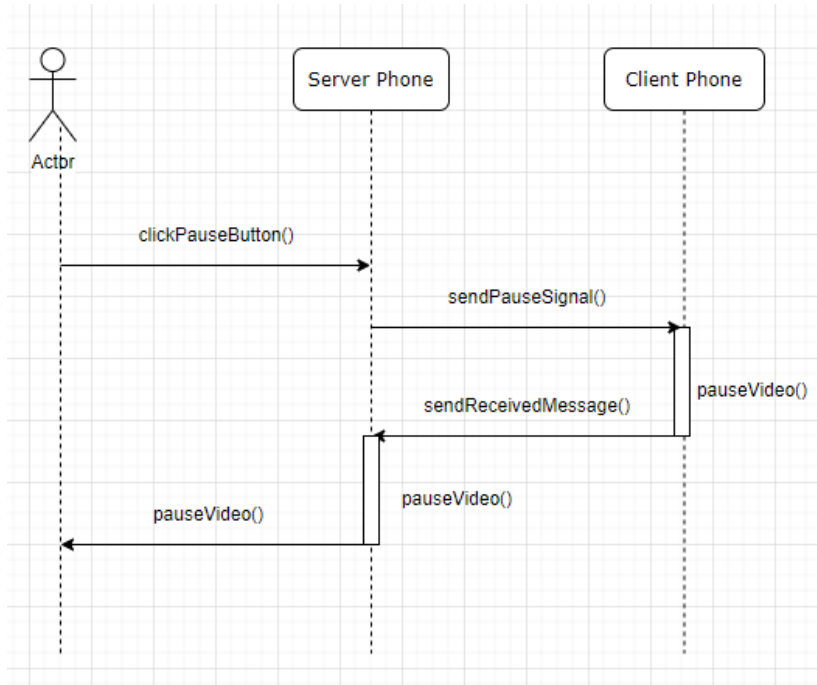 Server Phone
Client Phone
Actor
clickPauseButton()
sendPauseSignal()
pauseVideo()
sendReceivedMessage()
pauseVideo()
pauseVideo()